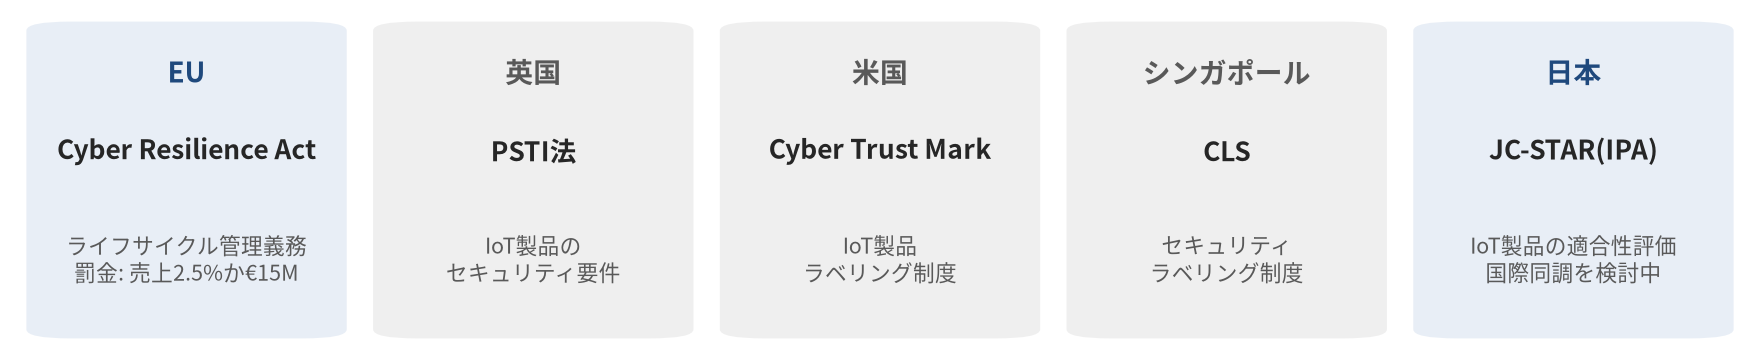 EU
Cyber Resilience Act
ライフサイクル管理義務
罰金: 売上2.5%か€15M
英国
PSTI法
IoT製品の
セキュリティ要件
米国
Cyber Trust Mark
IoT製品
ラベリング制度
シンガポール
CLS
セキュリティ
ラベリング制度
日本
JC-STAR(IPA)
IoT製品の適合性評価
国際同調を検討中